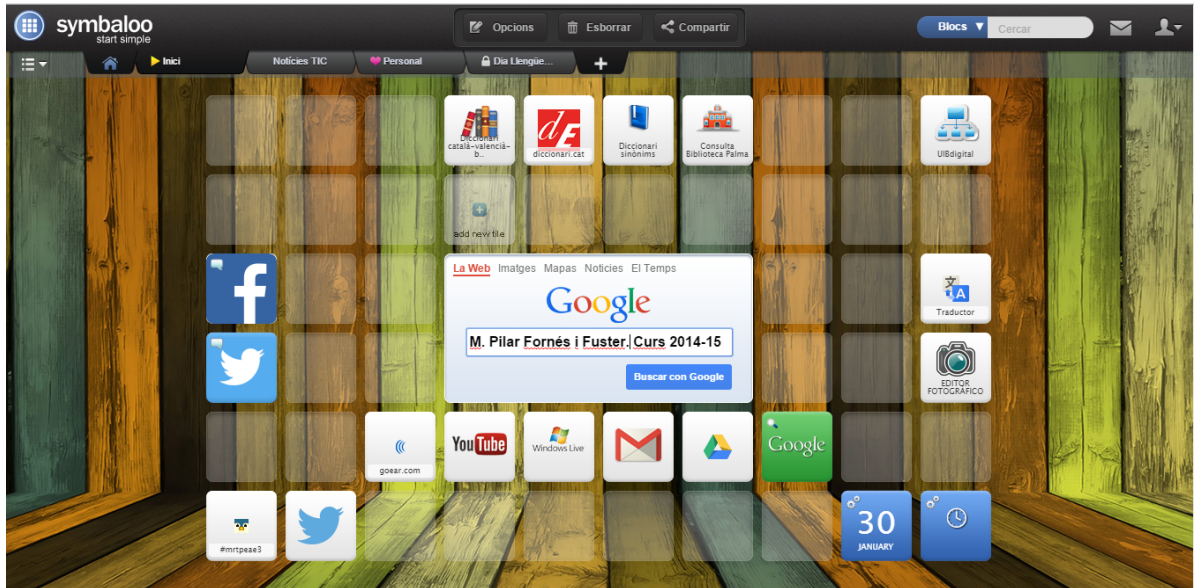 symbaloo
start simple
Opcions Esborrar Compartir
Blocs Cercar
Inici Notícies TIC Personal Dia Llengüe...
Diccionari
català-valencià-
b..
diccionari.cat
Diccionari
sinònims
Consulta
Biblioteca Palma
UIBdigital
add new tile
La Web Imatges Mapas Noticies El Temps
Google
M. Pilar Fornés i Fuster. Curs 2014-15
Buscar con Google
Traductor
EDITOR
FOTOGRÁFICO
goear.com
YouTube
Windows Live
Google
#mrtpeae3
30
JANUARY